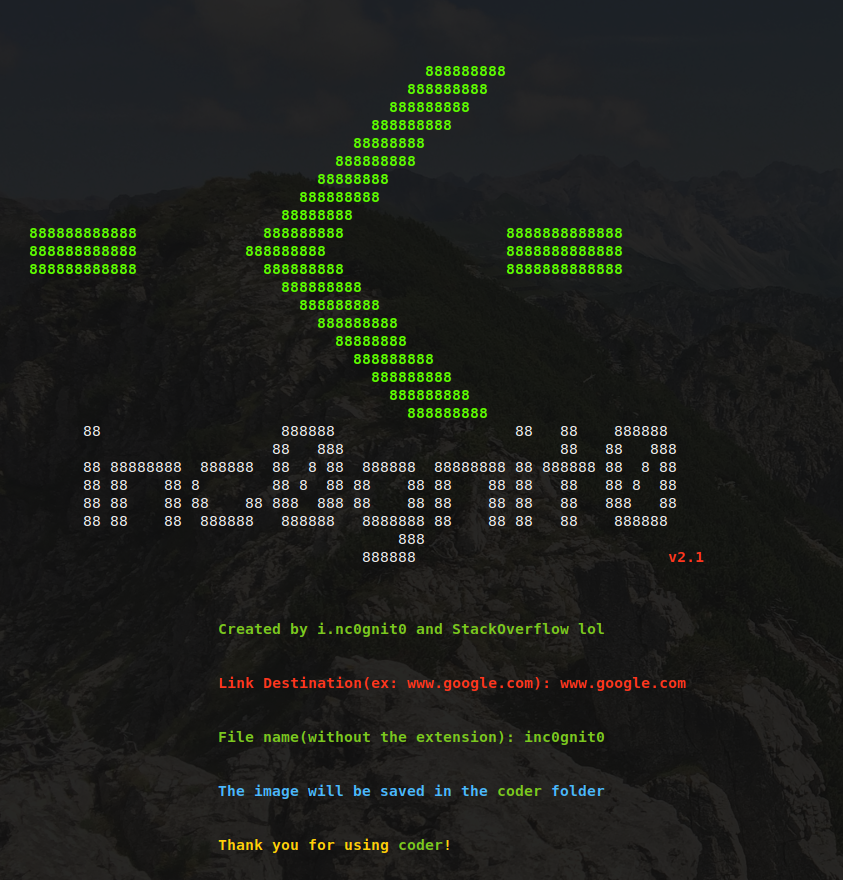 888888888
888888888
888888888
888888888
88888888
888888888
88888888
888888888
88888888
888888888888 888888888 8888888888888
888888888888 888888888 8888888888888
888888888888 888888888 8888888888888
888888888
888888888
888888888
88888888
888888888
888888888
888888888
888888888
88 888888 88 88 888888
88 888 88 88 888
88 88888888 888888 88 8 88 888888 88888888 88 888888 88 8 88
88 88 88 8 88 8 88 88 88 88 88 88 88 88 8 88
88 88 88 88 88 888 888 88 88 88 88 88 88 888 88
88 88 88 888888 888888 8888888 88 88 88 88 888888
888
888888 v2.1
Created by i.nc0gnit0 and StackOverflow lol
Link Destination(ex: www.google.com): www.google.com
File name(without the extension): inc0gnit0
The image will be saved in the coder folder
Thank you for using coder!